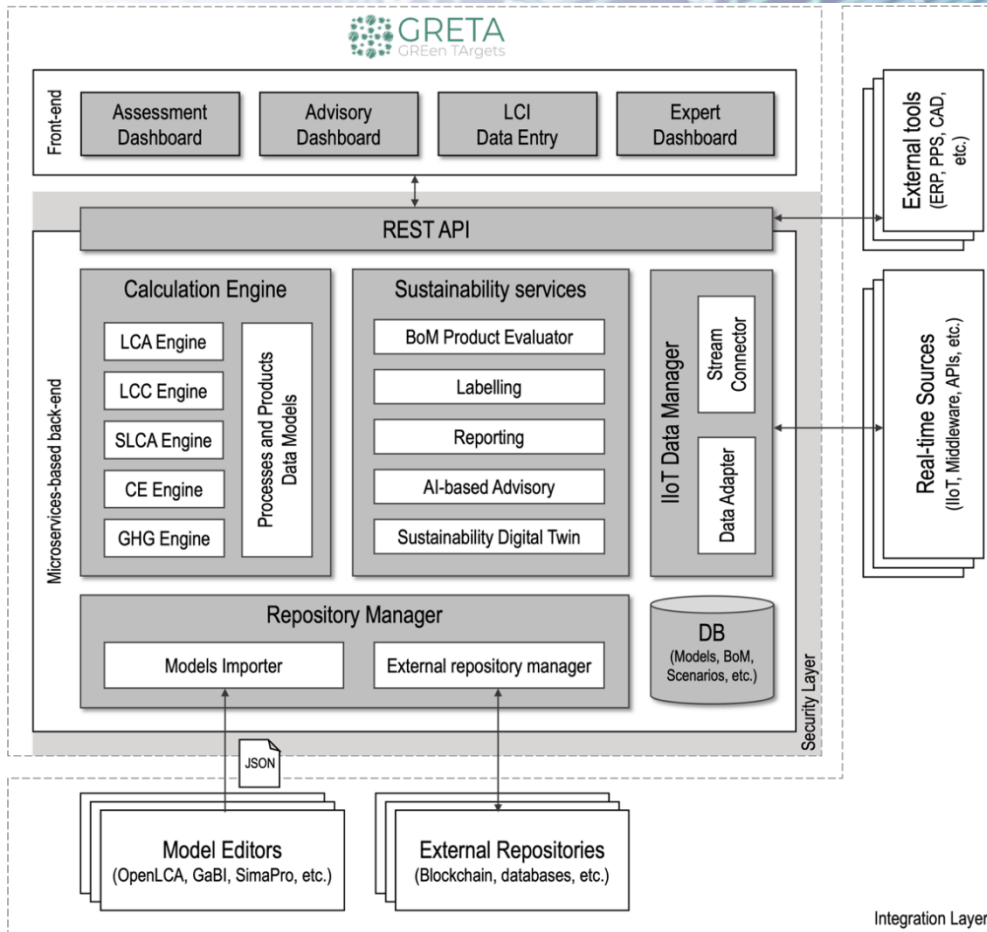 GRETA
GREen TArgets
Front-end
Assessment
Dashboard
Advisory
Dashboard
LCI
Data Entry
Expert
Dashboard
External tools
(ERP, PPS, CAD,
etc.)
REST API
Microservices-based back-end
Calculation Engine
LCA Engine
LCC Engine
SLCA Engine
CE Engine
GHG Engine
Processes and Products
Data Models
Sustainability services
BoM Product Evaluator
Labelling
Reporting
AI-based Advisory
Sustainability Digital Twin
IIoT Data Manager
Stream
Connector
Data Adapter
Real-time Sources
(IIoT, Middleware, APIs, etc.)
Repository Manager
Models Importer
External repository manager
DB
(Models, BoM,
Scenarios, etc.)
Security Layer
JSON
Model Editors
(OpenLCA, GaBI, SimaPro, etc.)
External Repositories
(Blockchain, databases, etc.)
Integration Layer